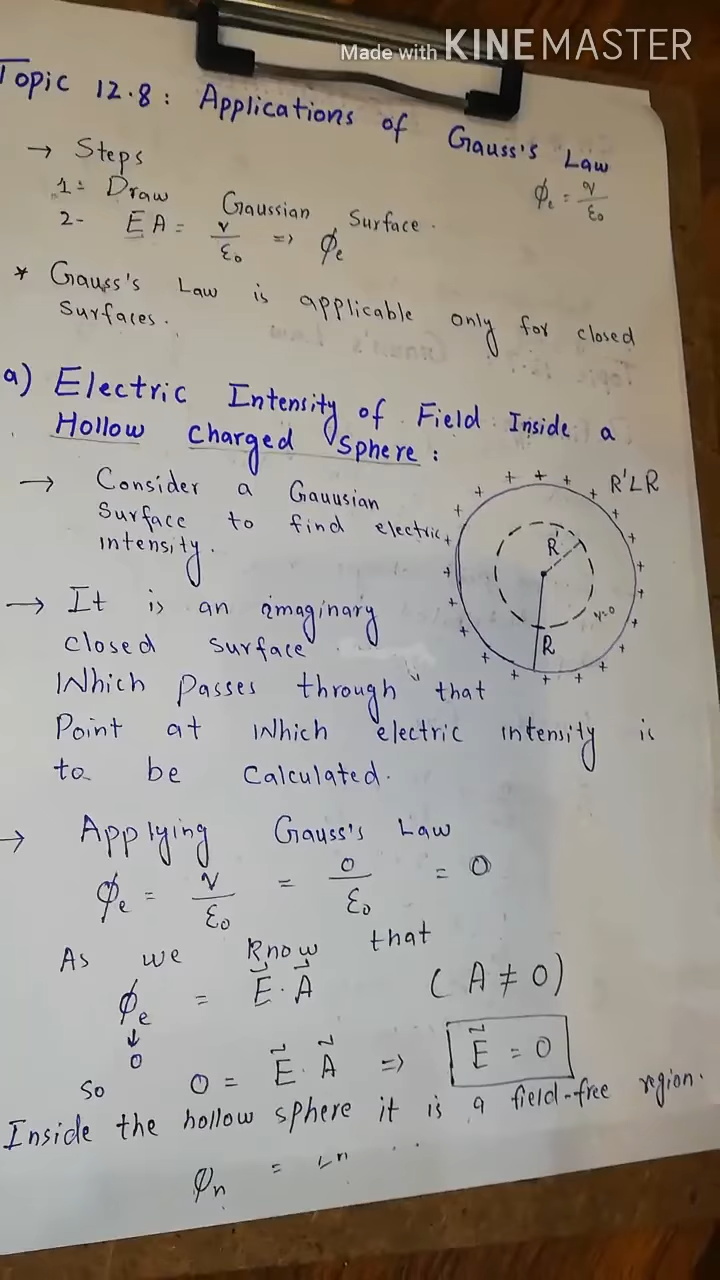 Made with KINEMASTER
Topic 12.8: Applications of Gauss's Law
→ Steps
ϕe = q/ε₀
1= Draw Gaussian Surface.
2- EA = q/ε₀ => ϕe
* Gauss's Law is applicable only for closed
Surfaces.
a) Electric Intensity of Field Inside a
Hollow Charged Sphere:
→ Consider a Gauusian
Surface to find electric
intensity.
R'LR
R'
q=0
R
→ It is an imaginary
closed surface
Which passes through that
Point at which electric intensity is
to be calculated.
→ Applying Gauss's Law
ϕe = q/ε₀ = 0/ε₀ = 0
As we know that
ϕe = E⃗ . A⃗ (A ≠ 0)
↓
0
So 0 = E⃗ . A⃗ => E⃗ = 0
Inside the hollow sphere it is a field-free region.